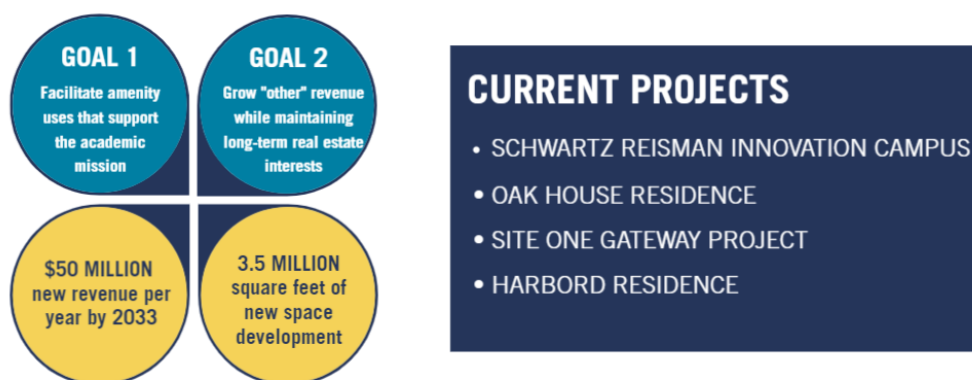 GOAL 1
Facilitate amenity
uses that support
the academic
mission
GOAL 2
Grow "other" revenue
while maintaining
long-term real estate
interests
$50 MILLION
new revenue per
year by 2033
3.5 MILLION
square feet of
new space
development
CURRENT PROJECTS
• SCHWARTZ REISMAN INNOVATION CAMPUS
• OAK HOUSE RESIDENCE
• SITE ONE GATEWAY PROJECT
• HARBORD RESIDENCE